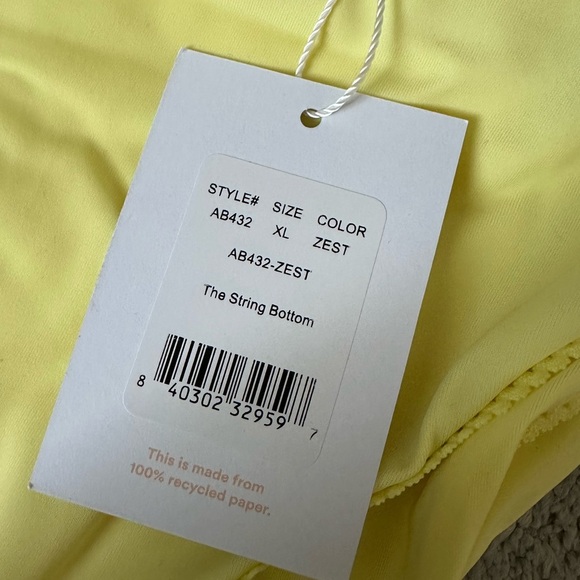 STYLE# SIZE COLOR
AB432 XL ZEST
AB432-ZEST
The String Bottom
8 40302 32959 7
This is made from
100% recycled paper.